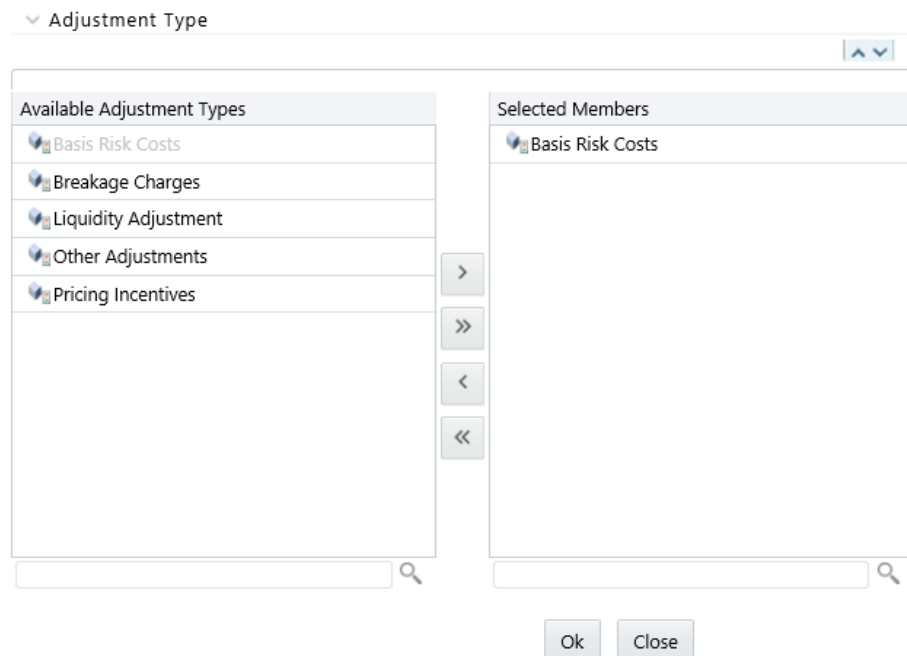 Adjustment Type
Available Adjustment Types
Basis Risk Costs
Breakage Charges
Liquidity Adjustment
Other Adjustments
Pricing Incentives
Selected Members
Basis Risk Costs
Ok
Close